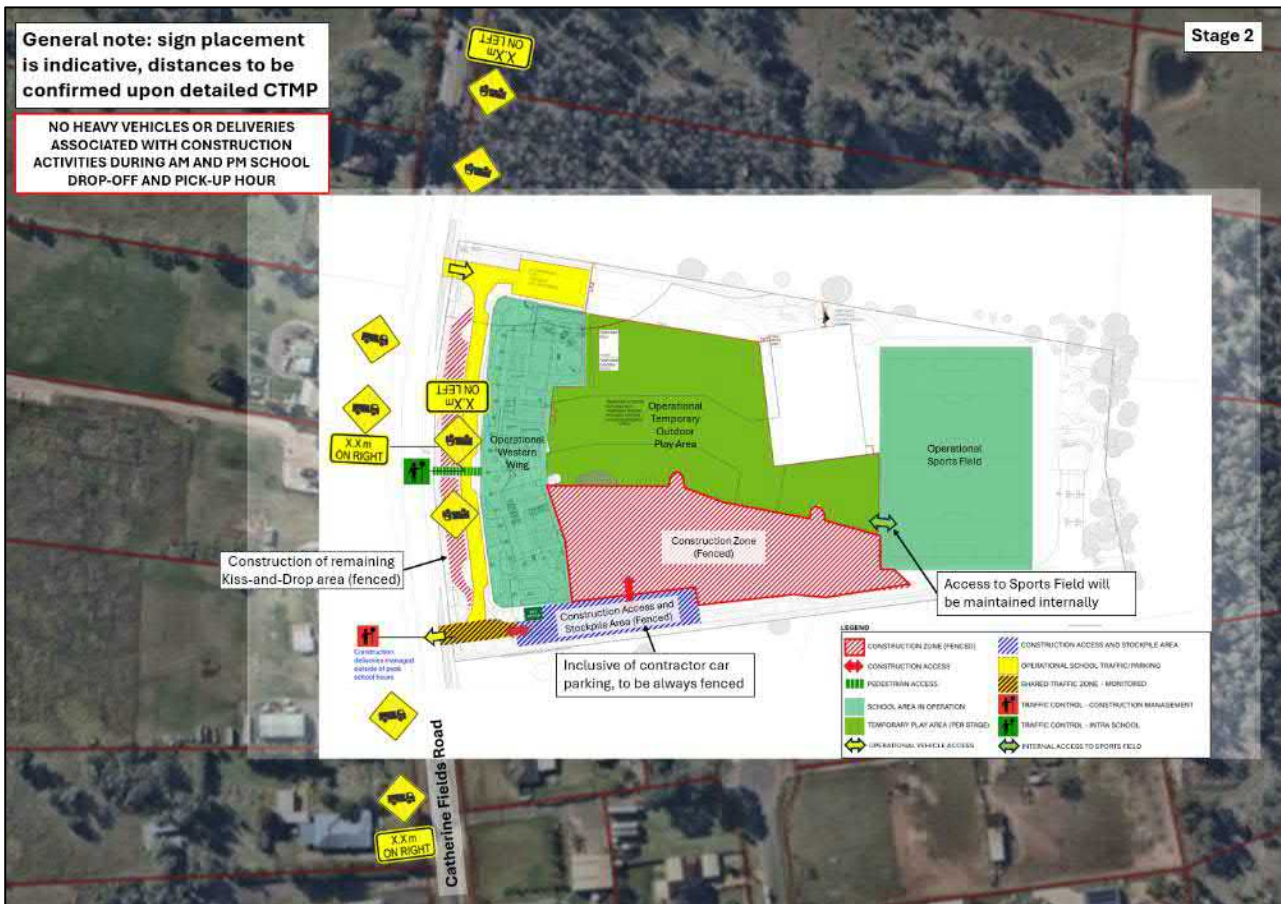 General note: sign placement
is indicative, distances to be
confirmed upon detailed CTMP
NO HEAVY VEHICLES OR DELIVERIES
ASSOCIATED WITH CONSTRUCTION
ACTIVITIES DURING AM AND PM SCHOOL
DROP-OFF AND PICK-UP HOUR
Stage 2
X.Xm
ON LEFT
X.Xm
ON LEFT
X.Xm
ON RIGHT
Operational
Western
Wing
Operational
Temporary
Outdoor
Play Area
Operational
Sports Field
Construction Zone
(Fenced)
Construction of remaining
Kiss-and-Drop area (fenced)
Construction Access and
Stockpile Area (Fenced)
Access to Sports Field will
be maintained internally
Construction
deliveries managed
outside of peak
school hours
Inclusive of contractor car
parking, to be always fenced
LEGEND
CONSTRUCTION ZONE (FENCED)
CONSTRUCTION ACCESS
PEDESTRIAN ACCESS
SCHOOL AREA IN OPERATION
TEMPORARY PLAY AREA (PER STAGE)
OPERATIONAL VEHICLE ACCESS
CONSTRUCTION ACCESS AND STOCKPILE AREA
OPERATIONAL SCHOOL TRAFFIC/PARKING
SHARED TRAFFIC ZONE - MONITORED
TRAFFIC CONTROL - CONSTRUCTION MANAGEMENT
TRAFFIC CONTROL - INTRA SCHOOL
INTERNAL ACCESS TO SPORTS FIELD
X.Xm
ON RIGHT
Catherine Fields Road